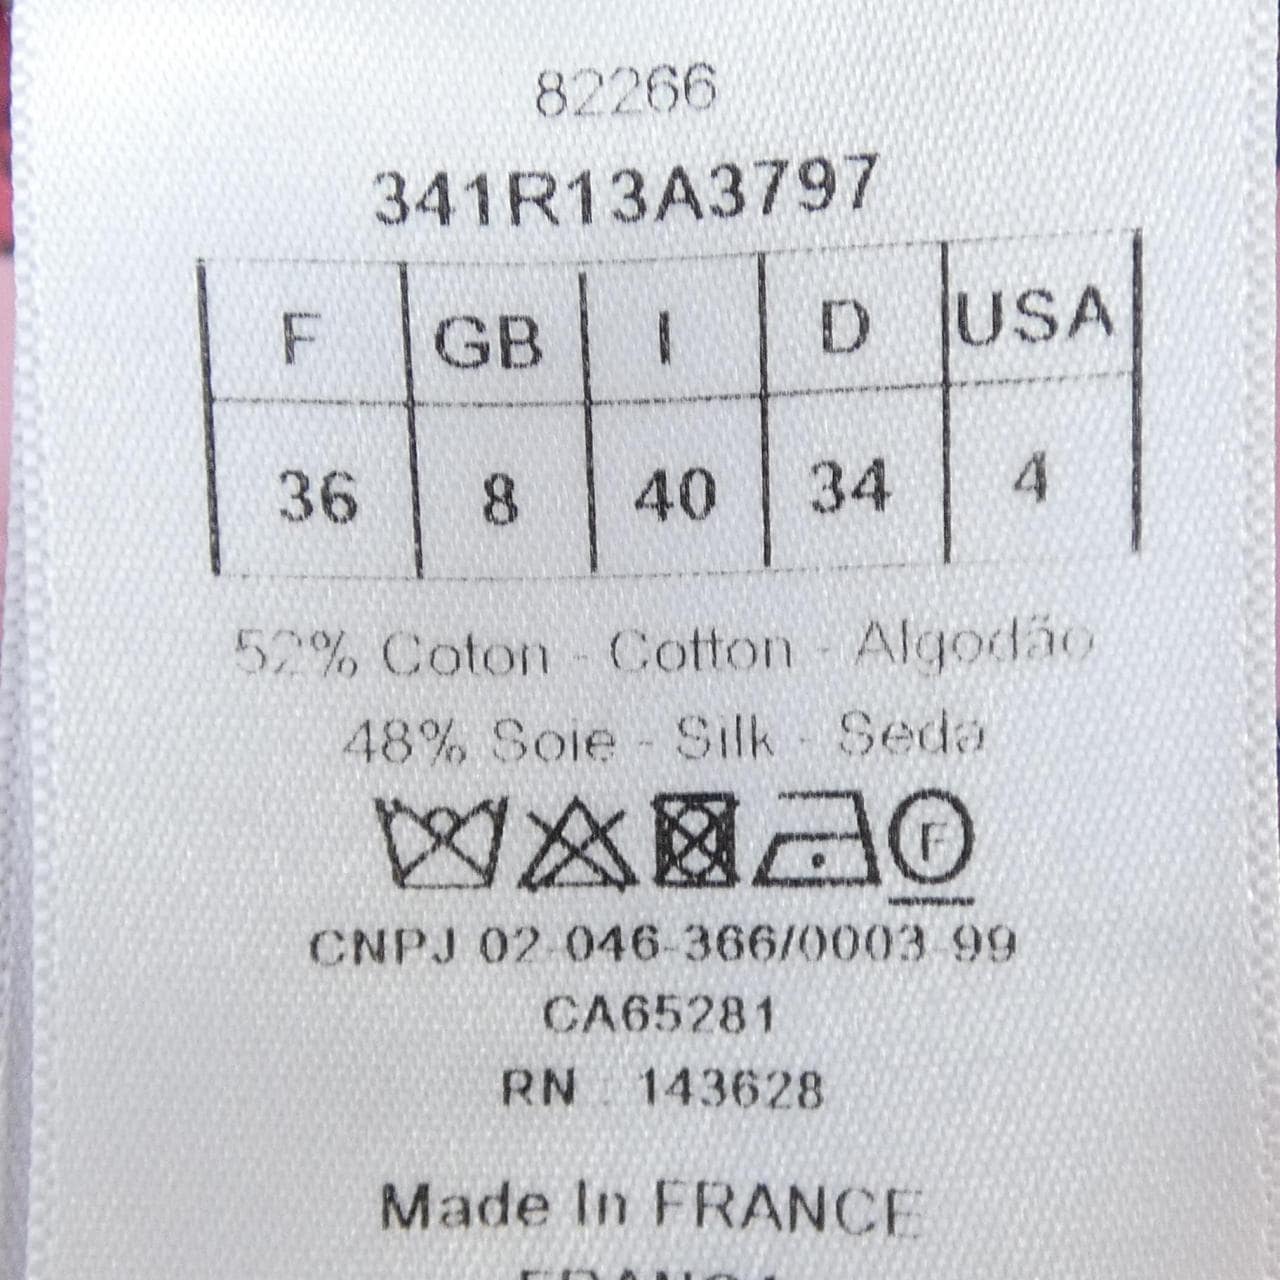 82266
341R13A3797
F GB I D USA
36 8 40 34 4
52% Coton - Cotton - Algodão
48% Soie - Silk - Seda
F
CNPJ 02-046-366/0003-99
CA65281
RN : 143628
Made In FRANCE